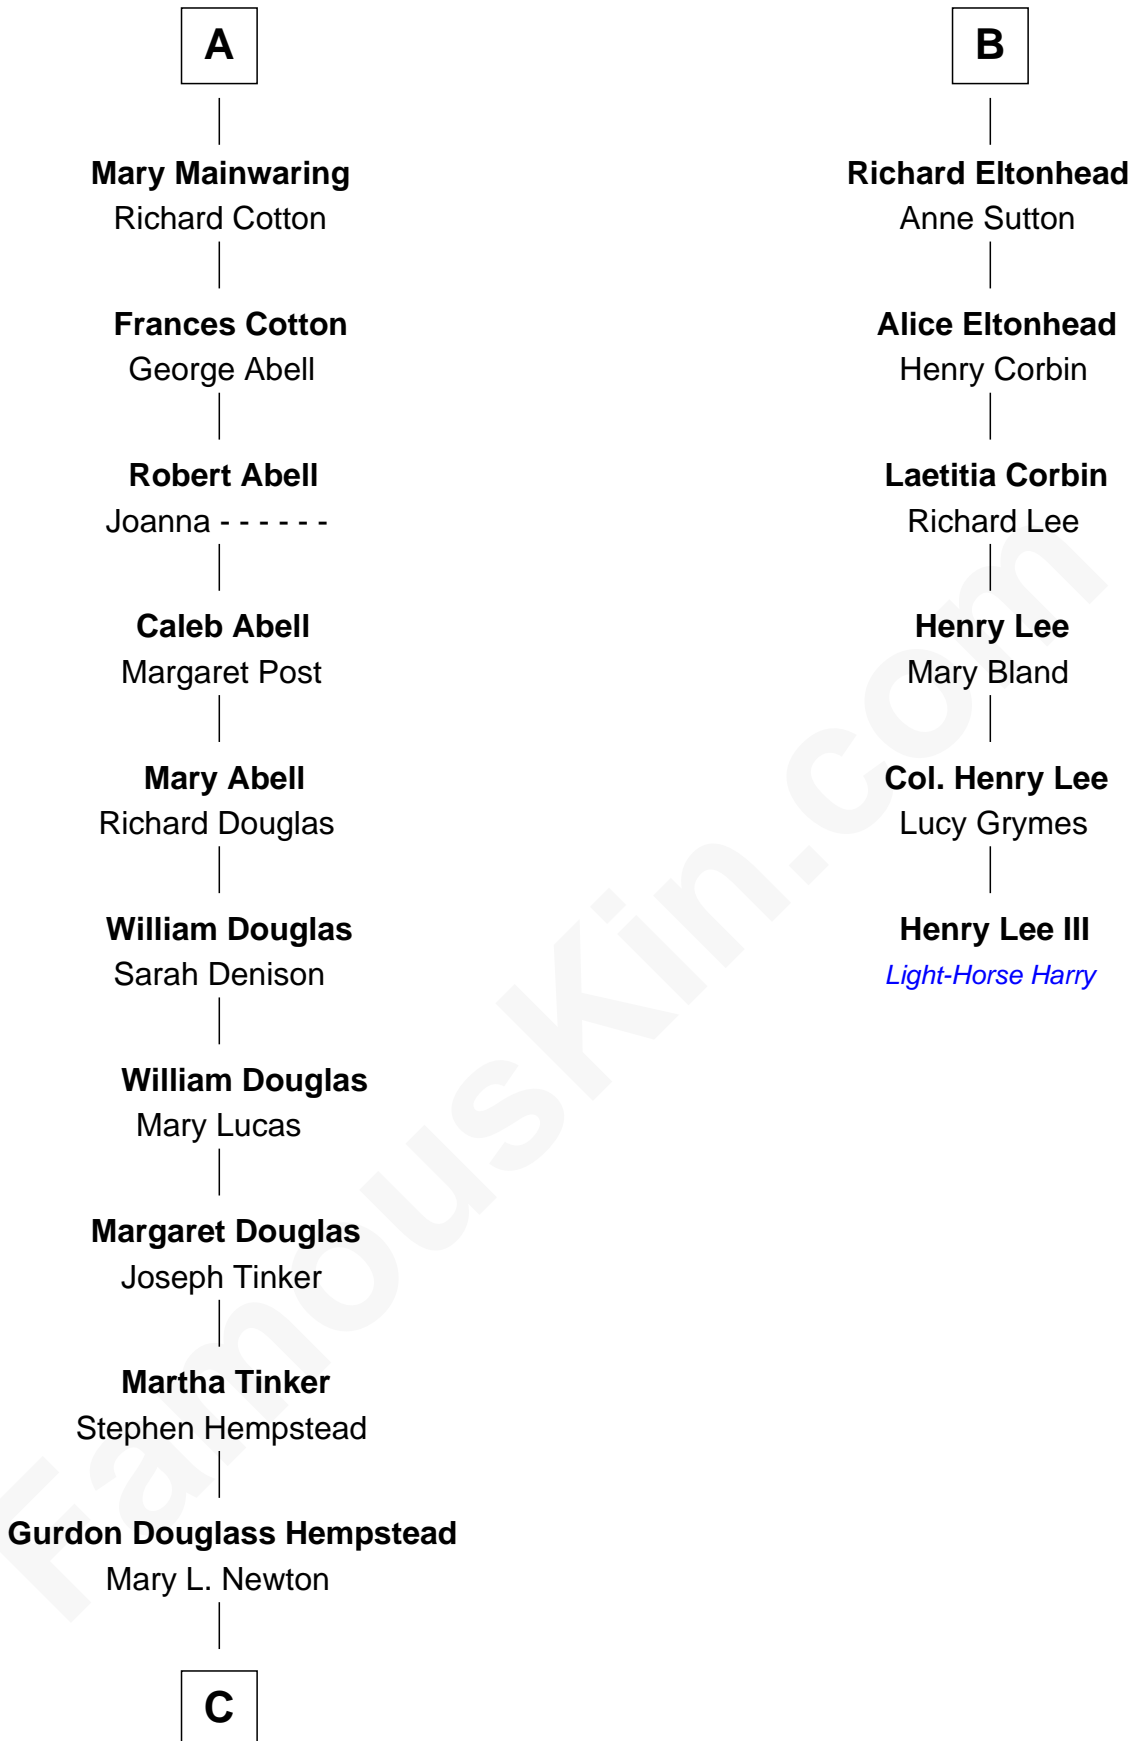 A
Mary Mainwaring
Richard Cotton
Frances Cotton
George Abell
Robert Abell
Joanna - - - - - -
Caleb Abell
Margaret Post
Mary Abell
Richard Douglas
William Douglas
Sarah Denison
William Douglas
Mary Lucas
Margaret Douglas
Joseph Tinker
Martha Tinker
Stephen Hempstead
Gurdon Douglass Hempstead
Mary L. Newton
C
B
Richard Eltonhead
Anne Sutton
Alice Eltonhead
Henry Corbin
Laetitia Corbin
Richard Lee
Henry Lee
Mary Bland
Col. Henry Lee
Lucy Grymes
Henry Lee III
Light-Horse Harry
FamousKin.com